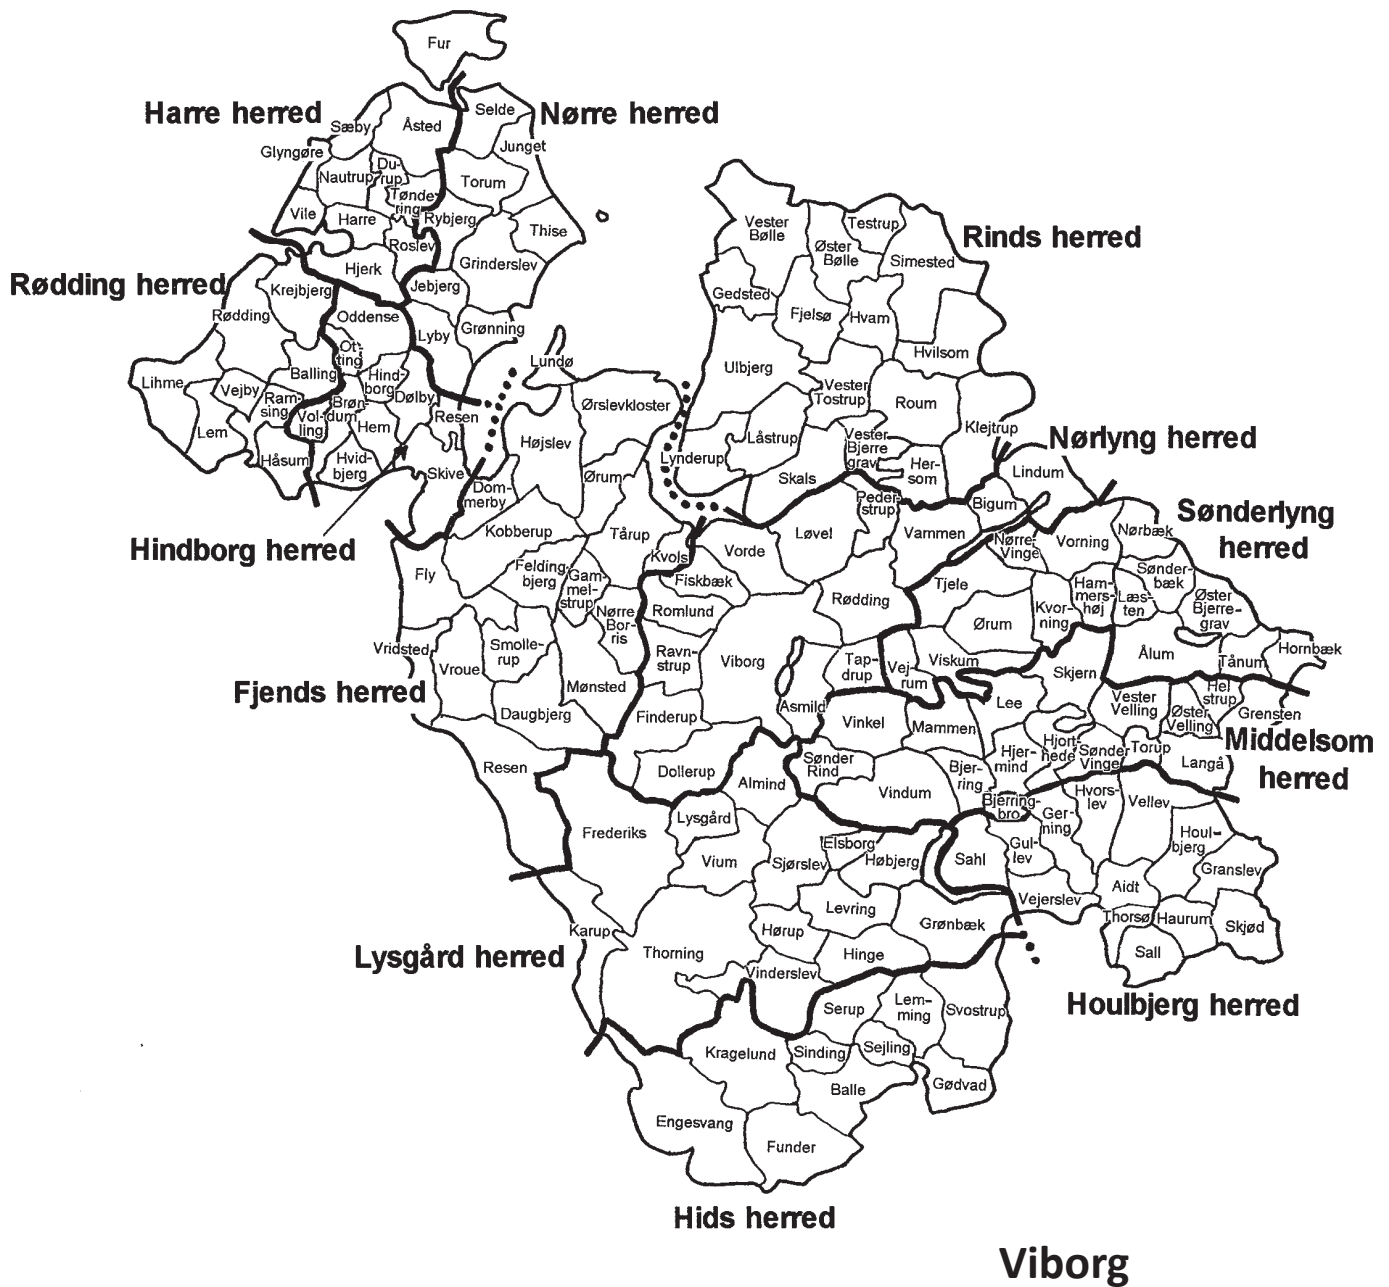 Fur
Harre herred
Nørre herred
Selde
Sæby
Åsted
Junget
Glyngøre
Du-
rup
Nautrup
Torum
Tønde-
ring
Vile
Harre
Rybjerg
Thise
Roslev
Hjerk
Grinderslev
Jebjerg
Rødding herred
Krejbjerg
Rødding
Oddense
Lyby
Grønning
Ot-
ting
Lundø
Balling
Hind-
borg
Lihme
Vejby
Ram-
sing
Dølby
Vol-
ling
Brøn-
dum
Resen
Lem
Hem
Håsum
Hvid-
bjerg
Skive
Hindborg herred
Vester
Bølle
Testrup
Øster
Bølle
Simested
Rinds herred
Gedsted
Fjelsø
Hvam
Hvilsom
Ulbjerg
Vester
Tostrup
Roum
Klejtrup
Låstrup
Vester
Bjerre
grav
Lynderup
Skals
Her-
som
Nørlyng herred
Lindum
Ørslevkloster
Højslev
Ørum
Dom-
merby
Kobberup
Tårup
Kvols
Peder-
strup
Bigum
Vorde
Løvel
Vammen
Nørre
Vinge
Vorning
Nørbæk
Sønderlyng
herred
Fly
Felding-
bjerg
Gam-
mel-
strup
Fiskbæk
Tjele
Ham-
mers-
høj
Sønder-
bæk
Læs-
ten
Øster
Bjerre-
grav
Nørre
Bor-
ris
Romlund
Rødding
Kvor-
ning
Ørum
Vridsted
Smolle-
rup
Vroue
Ravn-
strup
Viborg
Tap-
drup
Vej-
rum
Viskum
Skjern
Ålum
Tånum
Hornbæk
Fjends herred
Mønsted
Daugbjerg
Finderup
Asmild
Vinkel
Mammen
Lee
Vester
Velling
Hel
strup
Øster
Velling
Grensten
Resen
Dollerup
Almind
Sønder
Rind
Hjer-
mind
Hjort-
hede
Sønder
Vinge
Torup
Langå
Middelsom
herred
Bjer-
ring
Vindum
Bjerring-
bro
Hvors-
lev
Vellev
Frederiks
Lysgård
Ger-
ning
Houl-
bjerg
Elsborg
Vium
Sjørslev
Høbjerg
Sahl
Gul-
lev
Granslev
Aidt
Vejerslev
Levring
Grønbæk
Thorsø
Haurum
Skjød
Karup
Hørup
Sall
Lysgård herred
Thorning
Hinge
Vinderslev
Houlbjerg herred
Serup
Lem-
ming
Svostrup
Kragelund
Sinding
Sejling
Balle
Gødvad
Engesvang
Funder
Hids herred
Viborg